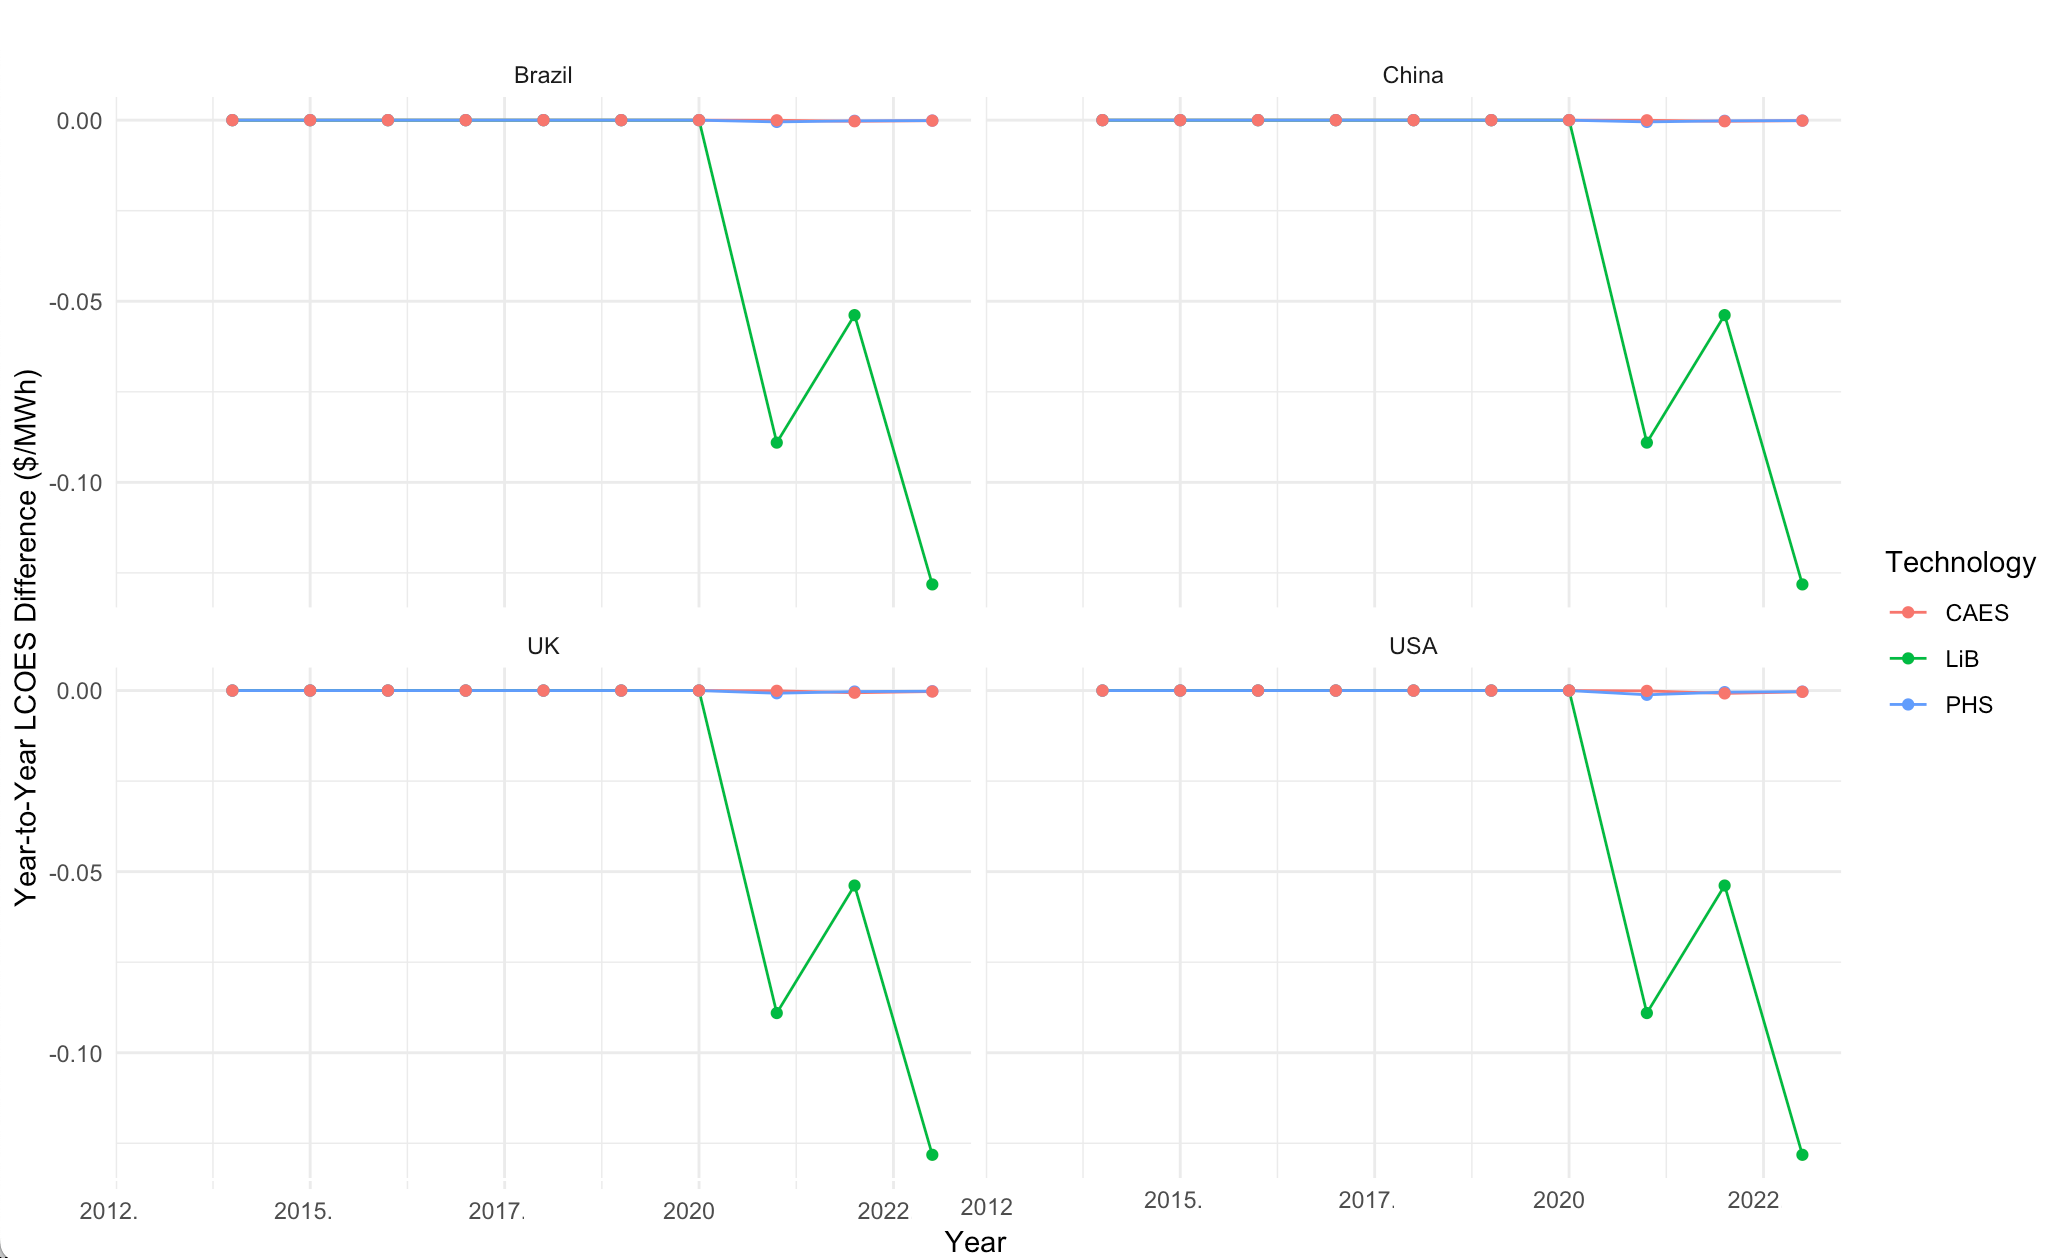 Brazil
China
0.00
-0.05
-0.10
UK
USA
0.00
-0.05
-0.10
2012.
2015.
2017.
2020
2022
2012
2015.
2017.
2020
2022
Year
Year-to-Year LCOES Difference ($/MWh)
Technology
CAES
LiB
PHS